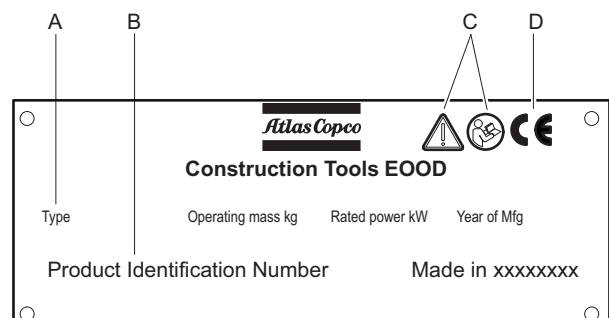 A B C D
Atlas Copco
CE
Construction Tools EOOD
Type Operating mass kg Rated power kW Year of Mfg
Product Identification Number Made in xxxxxxxx